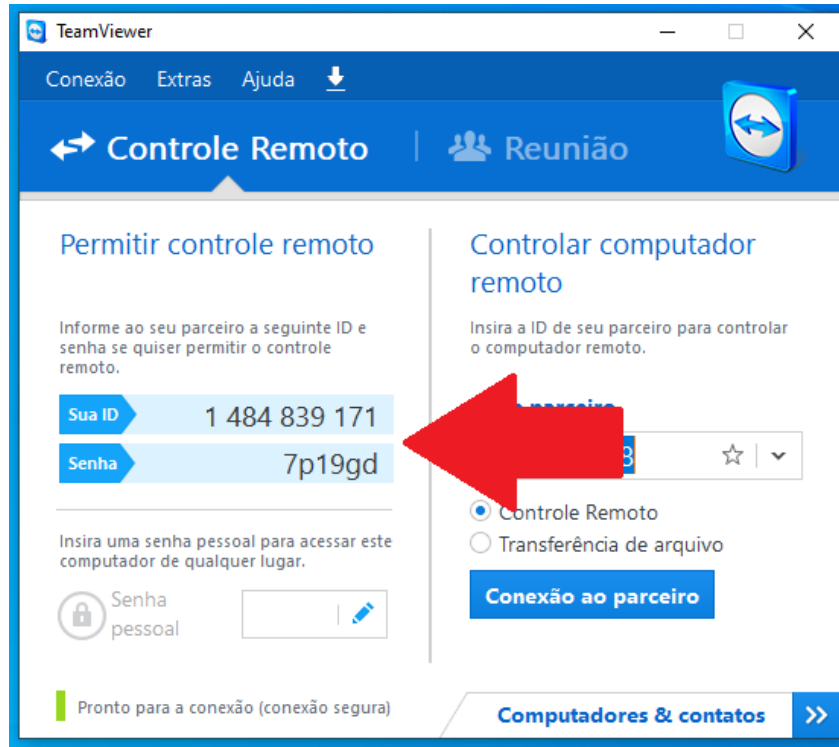 TeamViewer
Conexão Extras Ajuda
Controle Remoto
Reunião
Permitir controle remoto
Informe ao seu parceiro a seguinte ID e
senha se quiser permitir o controle
remoto.
Sua ID 1 484 839 171
Senha 7p19gd
Insira uma senha pessoal para acessar este
computador de qualquer lugar.
Senha
pessoal
Controlar computador
remoto
Insira a ID de seu parceiro para controlar
o computador remoto.
parceiro
8
Controle Remoto
Transferência de arquivo
Conexão ao parceiro
Pronto para a conexão (conexão segura)
Computadores & contatos